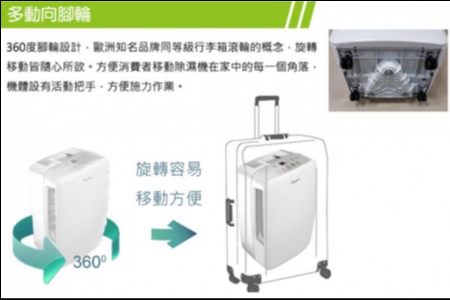 多動向腳輪
360度腳輪設計，歐洲知名品牌同等級行李箱滾輪的概念，旋轉
移動皆隨心所欲。方便消費者移動除濕機在家中的每一個角落，
機體設有活動把手，方便施力作業。
旋轉容易
移動方便
360⁰